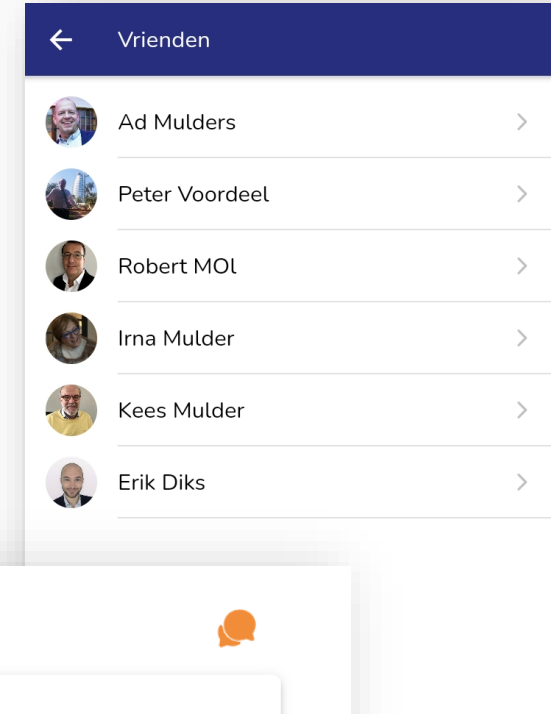 Vrienden
Ad Mulders
Peter Voordeel
Robert MOl
Irna Mulder
Kees Mulder
Erik Diks